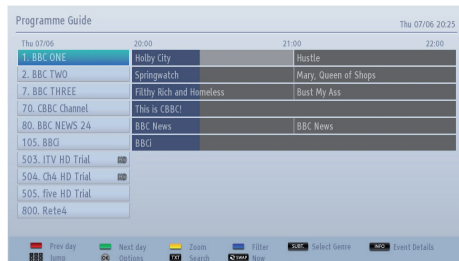 Programme Guide
Thu 07/06 20:25
Thu 07/06 20:00 21:00 22:00
1. BBC ONE Holby City Hustle
2. BBC TWO Springwatch Mary, Queen of Shops
7. BBC THREE Filthy Rich and Homeless Bust My Ass
70. CBBC Channel This is CBBC!
80. BBC NEWS 24 BBC News BBC News
105. BBCi BBCi
503. ITV HD Trial
504. Ch4 HD Trial
505. five HD Trial
800. Rete4
Prev day Next day Zoom Filter SUBT. Select Genre INFO Event Details
Jump OK Options TXT Search SWAP Now